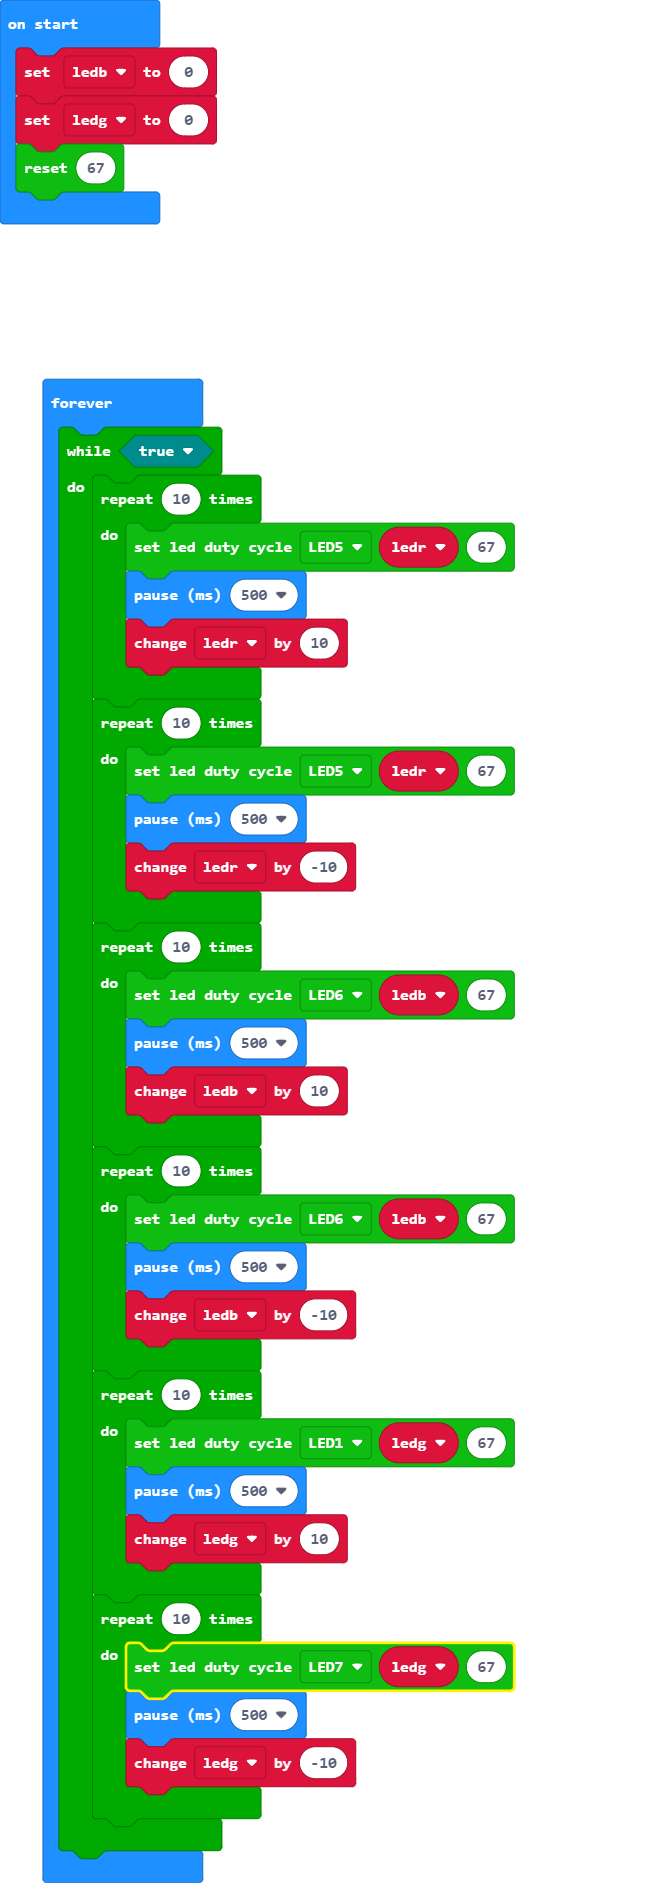 on start
set ledb to 0
set ledg to 0
reset 67
forever
while true
do
repeat 10 times
do
set led duty cycle LED5 ledr 67
pause (ms) 500
change ledr by 10
repeat 10 times
do
set led duty cycle LED5 ledr 67
pause (ms) 500
change ledr by -10
repeat 10 times
do
set led duty cycle LED6 ledb 67
pause (ms) 500
change ledb by 10
repeat 10 times
do
set led duty cycle LED6 ledb 67
pause (ms) 500
change ledb by -10
repeat 10 times
do
set led duty cycle LED1 ledg 67
pause (ms) 500
change ledg by 10
repeat 10 times
do
set led duty cycle LED7 ledg 67
pause (ms) 500
change ledg by -10